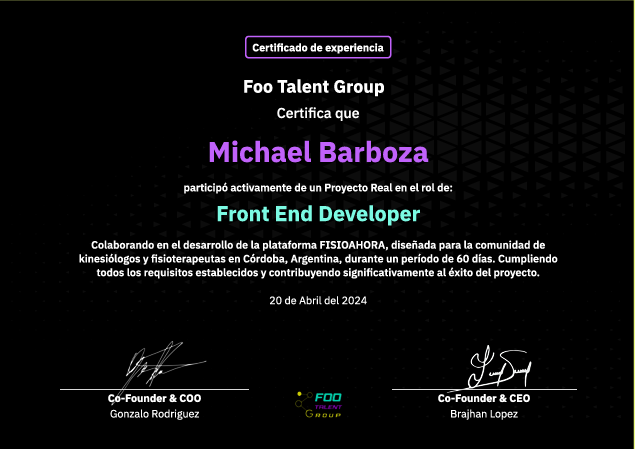 Certificado de experiencia
Foo Talent Group
Certifica que
Michael Barboza
participó activamente de un Proyecto Real en el rol de:
Front End Developer
Colaborando en el desarrollo de la plataforma FISIOAHORA, diseñada para la comunidad de
kinesiólogos y fisioterapeutas en Córdoba, Argentina, durante un período de 60 días. Cumpliendo
todos los requisitos establecidos y contribuyendo significativamente al éxito del proyecto.
20 de Abril del 2024
Co-Founder & COO
Gonzalo Rodriguez
FOO
TALENT
GROUP
Co-Founder & CEO
Brajhan Lopez